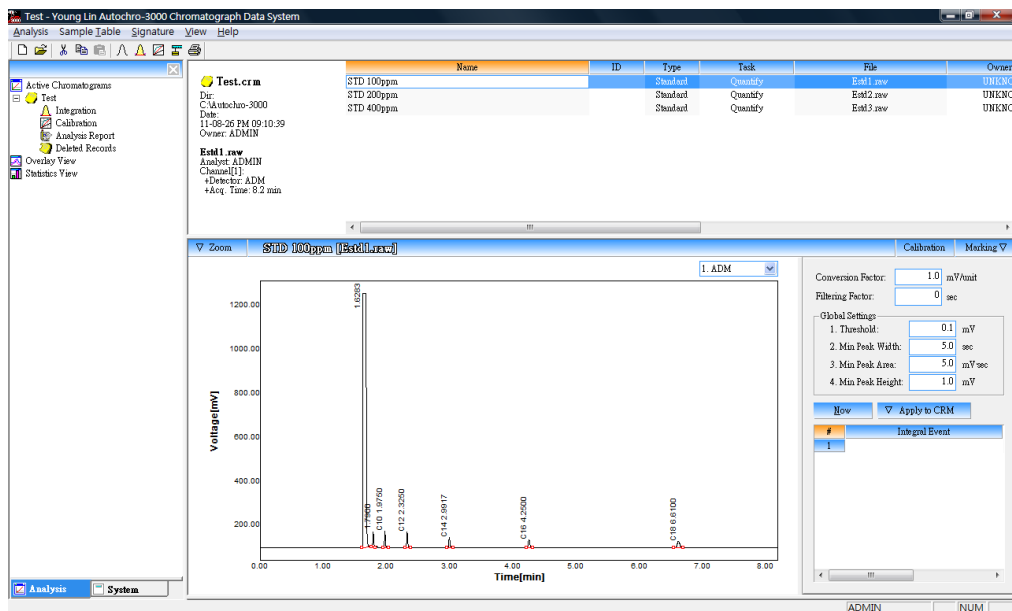 Test - Young Lin Autochro-3000 Chromatograph Data System
Analysis Sample Table Signature View Help
Active Chromatograms
Test
Integration
Calibration
Analysis Report
Deleted Records
Overlay View
Statistics View
Analysis System
Test.crm
Dir:
C:\Autochro-3000
Date:
11-08-26 PM 09:10:39
Owner: ADMIN
Estd1.raw
Analyst: ADMIN
Channel[1]:
+Detector: ADM
+Acq. Time: 8.2 min
Name ID Type Task File Owner
STD 100ppm Standard Quantify Estd1.raw UNKNO
STD 200ppm Standard Quantify Estd2.raw UNKNO
STD 400ppm Standard Quantify Estd3.raw UNKNO
▽ Zoom STD 100ppm [Estd1.raw] Calibration Marking ▽
1. ADM
1200.00
1000.00
800.00
600.00
400.00
200.00
Voltage[mV]
1.6283
1.7900
C10 1.9750
C12 2.3250
C14 2.9917
C16 4.2500
C18 6.6100
0.00 1.00 2.00 3.00 4.00 5.00 6.00 7.00 8.00
Time[min]
Conversion Factor: 1.0 mV/unit
Filtering Factor: 0 sec
Global Settings
1. Threshold: 0.1 mV
2. Min Peak Width: 5.0 sec
3. Min Peak Area: 5.0 mV·sec
4. Min Peak Height: 1.0 mV
Now ▽ Apply to CRM
# Integral Event
1
ADMIN NUM